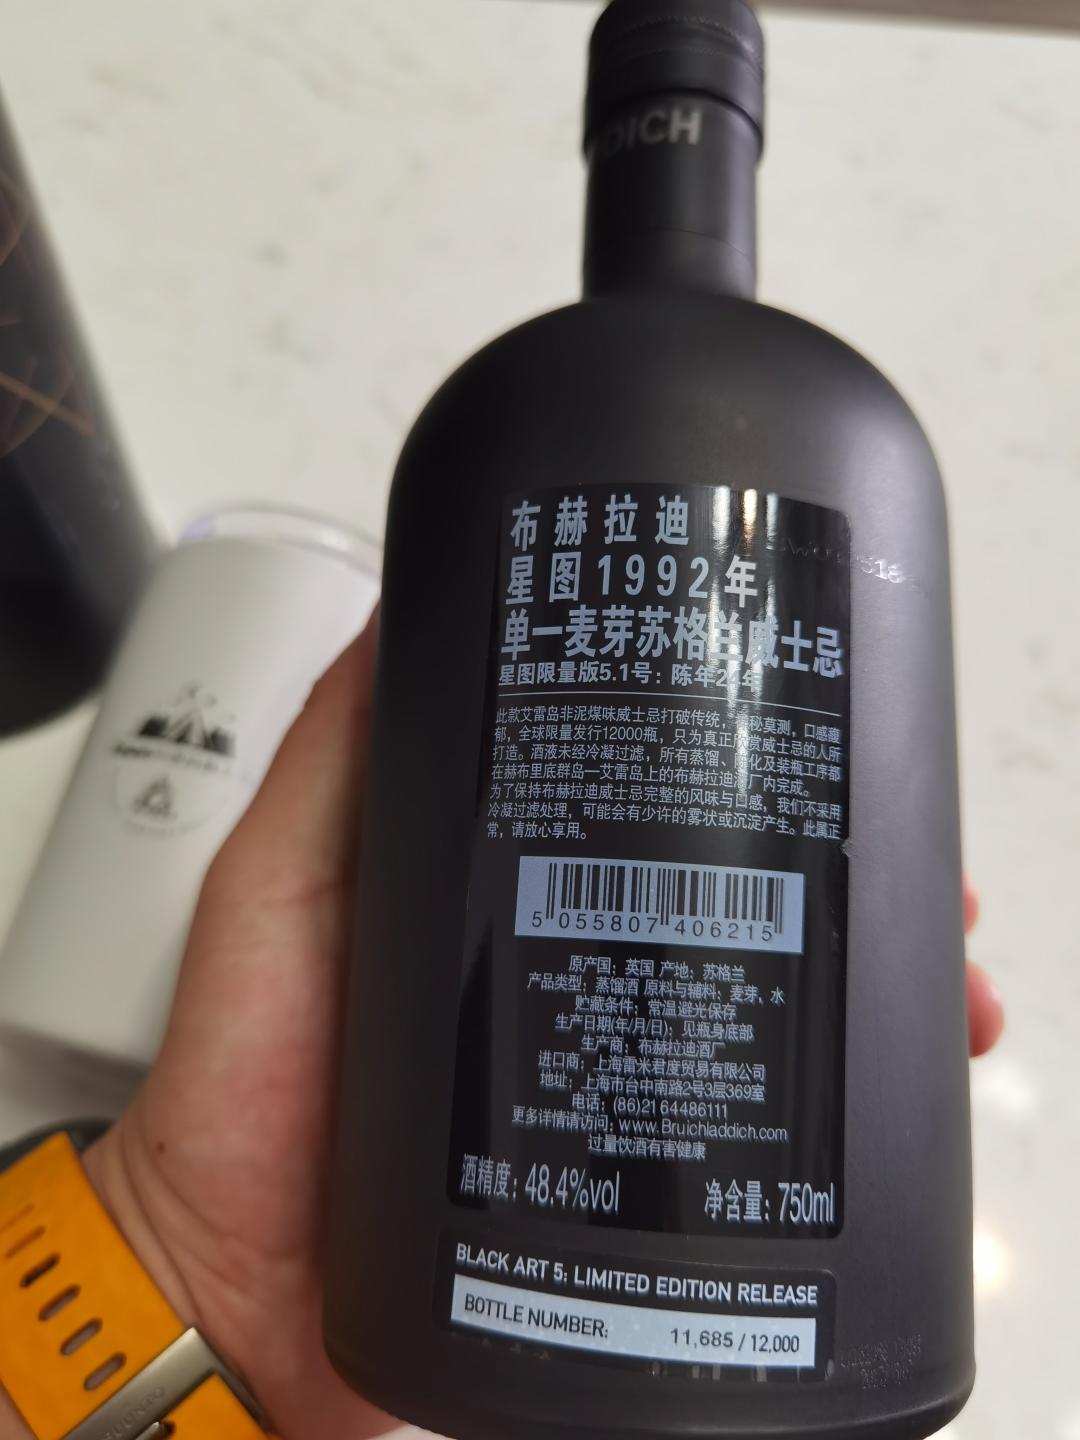 DICH
布赫拉迪
星图1992年
单一麦芽苏格兰威士忌
星图限量版5.1号：陈年24年
此款艾雷岛非泥煤味威士忌打破传统，神秘莫测，口感馥
郁，全球限量发行12000瓶，只为真正欣赏威士忌的人所
打造。酒液未经冷凝过滤，所有蒸馏、陈化及装瓶工序都
在赫布里底群岛—艾雷岛上的布赫拉迪酒厂内完成。
为了保持布赫拉迪威士忌完整的风味与口感，我们不采用
冷凝过滤处理，可能会有少许的雾状或沉淀产生。此属正
常，请放心享用。
5 055807 406215
原产国：英国 产地：苏格兰
产品类型：蒸馏酒 原料与辅料：麦芽、水
贮藏条件：常温避光保存
生产日期(年/月/日)：见瓶身底部
生产商：布赫拉迪酒厂
进口商：上海雷米君度贸易有限公司
地址：上海市台中南路2号3层369室
电话：(86)21 64486111
更多详情请访问：www.Bruichladdich.com
过量饮酒有害健康
酒精度：48.4%vol 净含量：750ml
BLACK ART 5: LIMITED EDITION RELEASE
BOTTLE NUMBER: 11,685 / 12,000
SUUNTO